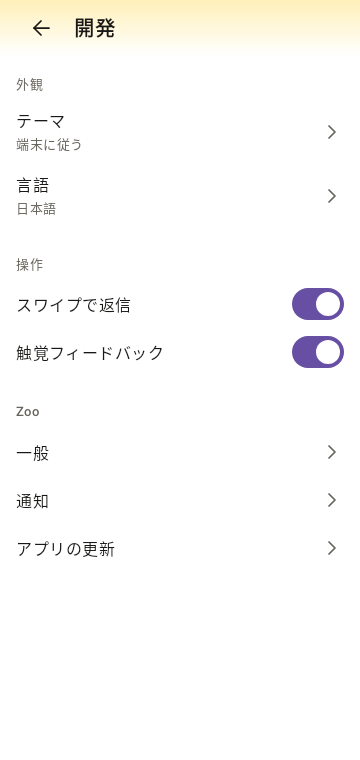 開発
外観
テーマ
端末に従う
言語
日本語
操作
スワイプで返信
触覚フィードバック
Zoo
一般
通知
アプリの更新